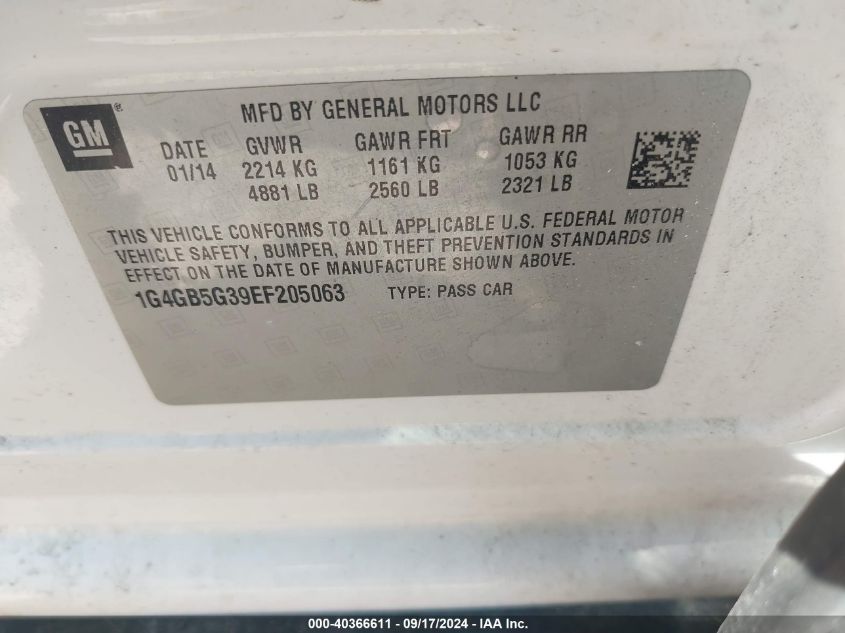 GM®
MFD BY GENERAL MOTORS LLC
DATE GVWR GAWR FRT GAWR RR
01/14 2214 KG 1161 KG 1053 KG
4881 LB 2560 LB 2321 LB
THIS VEHICLE CONFORMS TO ALL APPLICABLE U.S. FEDERAL MOTOR
VEHICLE SAFETY, BUMPER, AND THEFT PREVENTION STANDARDS IN
EFFECT ON THE DATE OF MANUFACTURE SHOWN ABOVE.
1G4GB5G39EF205063 TYPE: PASS CAR
000-40366611 - 09/17/2024 - IAA Inc.